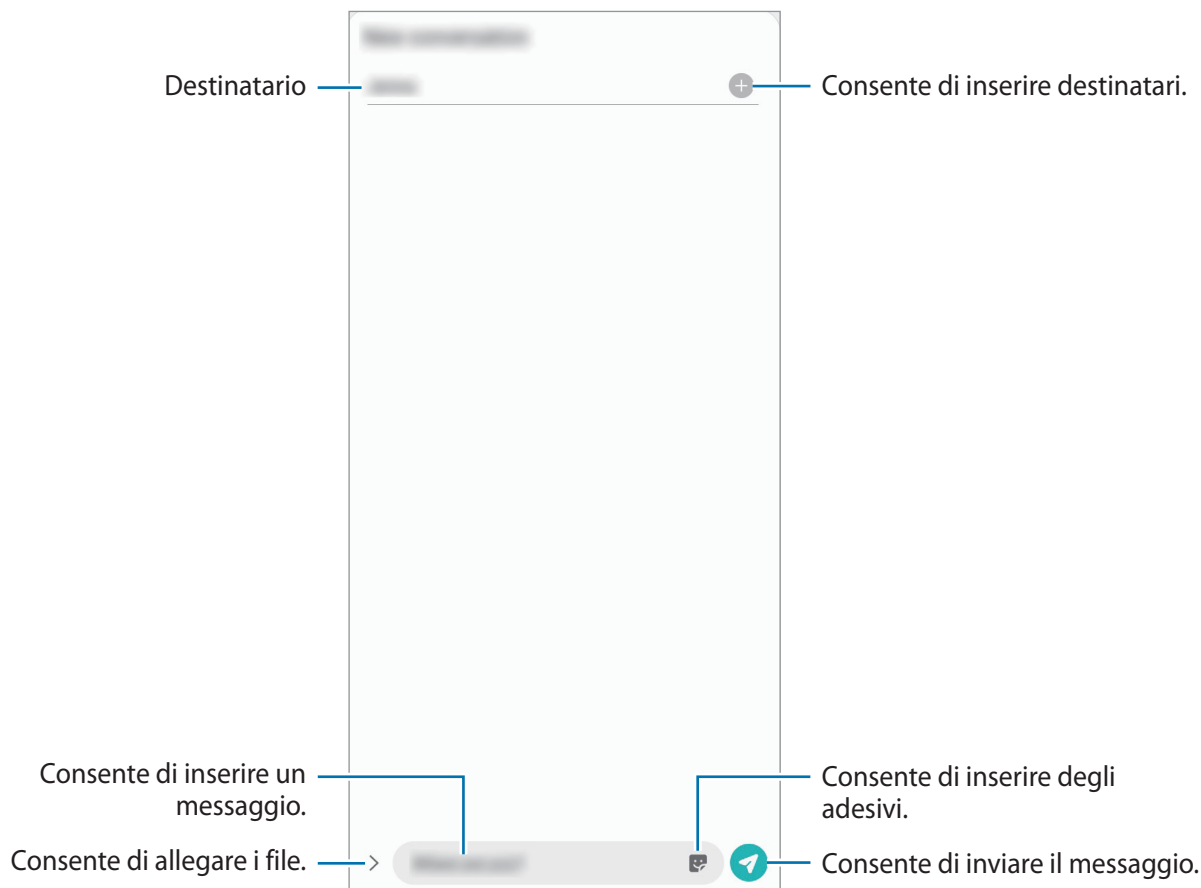 Destinatario
Consente di inserire destinatari.
Consente di inserire un
messaggio.
Consente di inserire degli
adesivi.
Consente di allegare i file.
Consente di inviare il messaggio.